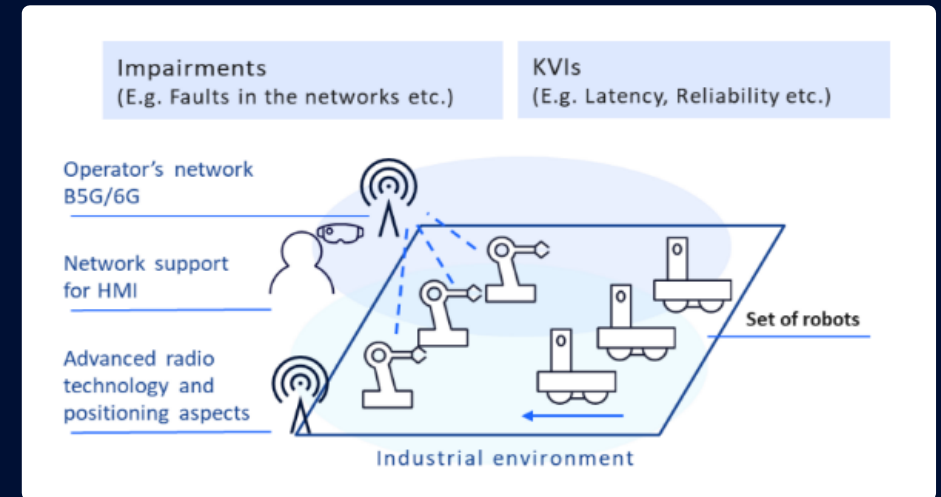 Impairments
(E.g. Faults in the networks etc.)
KVIs
(E.g. Latency, Reliability etc.)
Operator's network
B5G/6G
Network support
for HMI
Advanced radio
technology and
positioning aspects
Set of robots
Industrial environment